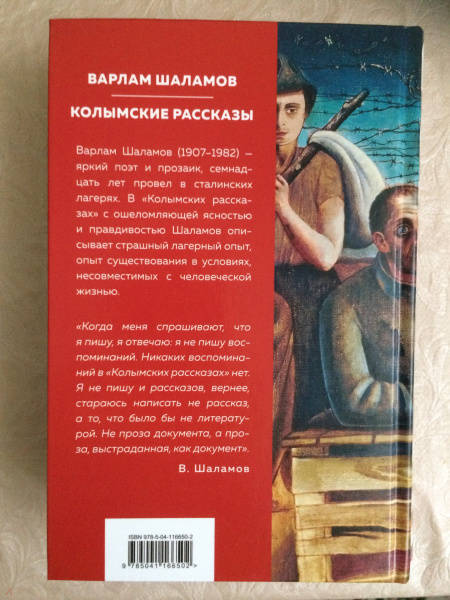 ВАРЛАМ ШАЛАМОВ
КОЛЫМСКИЕ РАССКАЗЫ
Варлам Шаламов (1907–1982) —
яркий поэт и прозаик, семнад-
цать лет провел в сталинских
лагерях. В «Колымских расска-
зах» с ошеломляющей ясностью
и правдивостью Шаламов опи-
сывает страшный лагерный опыт,
опыт существования в условиях,
несовместимых с человеческой
жизнью.
«Когда меня спрашивают, что
я пишу, я отвечаю: я не пишу вос-
поминаний. Никаких воспомина-
ний в «Колымских рассказах» нет.
Я не пишу и рассказов, вернее,
стараюсь написать не рассказ,
а то, что было бы не литерату-
рой. Не проза документа, а про-
за, выстраданная, как документ».
В. Шаламов
ISBN 978-5-04-116650-2
9 785041 166502 >